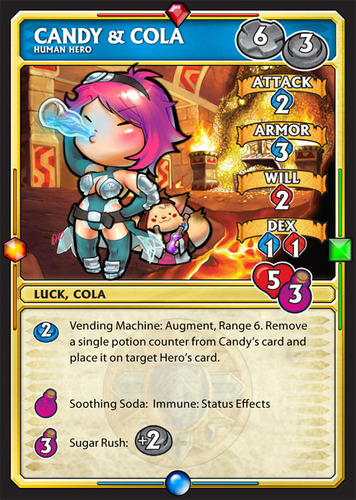 CANDY & COLA
HUMAN HERO
6 3
ATTACK
2
ARMOR
3
WILL
2
DEX
1 1
5 3
LUCK, COLA
2 Vending Machine: Augment, Range 6. Remove
a single potion counter from Candy's card and
place it on target Hero's card.
Soothing Soda: Immune: Status Effects
3 Sugar Rush: +2